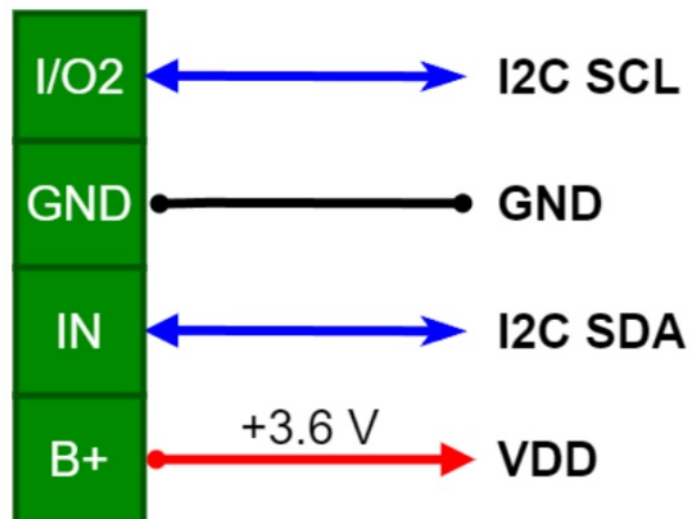 I/O2 I2C SCL
GND GND
IN I2C SDA
+3.6 V
B+ VDD